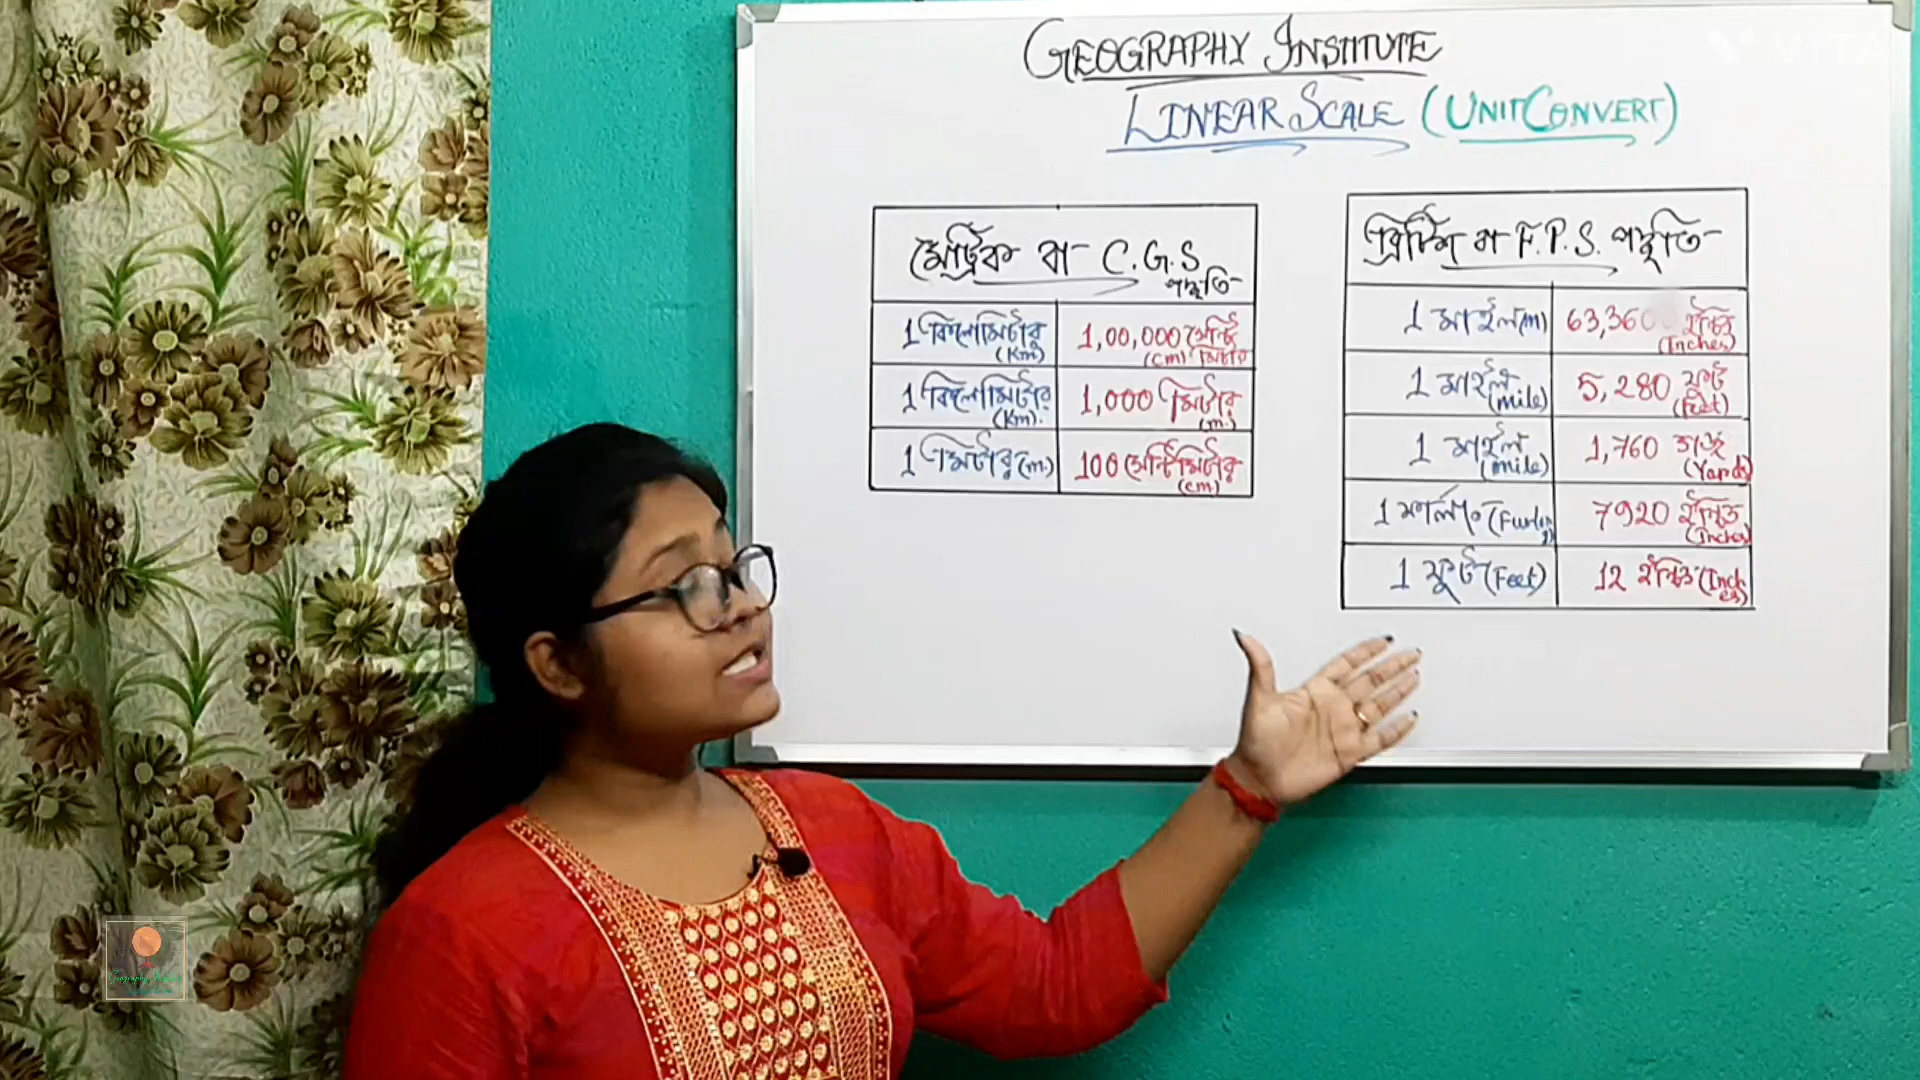 GEOGRAPHY INSTITUTE
LINEAR SCALE (UNIT CONVERT)
মেট্রিক বা C.G.S
পদ্ধতি
1 কিলোমিটার (Km)
1,00,000 সেন্টি মিটার (cm)
1 কিলোমিটার (Km).
1,000 মিটার (m.)
1 মিটার (m.)
100 সেন্টিমিটার (cm)
ব্রিটিশ বা F.P.S. পদ্ধতি
1 মাইল (m)
63,360 ইঞ্চি (Inches)
1 মাইল (mile)
5,280 ফুট (Feet)
1 মাইল (mile)
1,760 গজ (Yards)
1 ফার্লং (Furlong)
7920 ইঞ্চি (Inches)
1 ফুট (Feet)
12 ইঞ্চি (Inches)
VITA